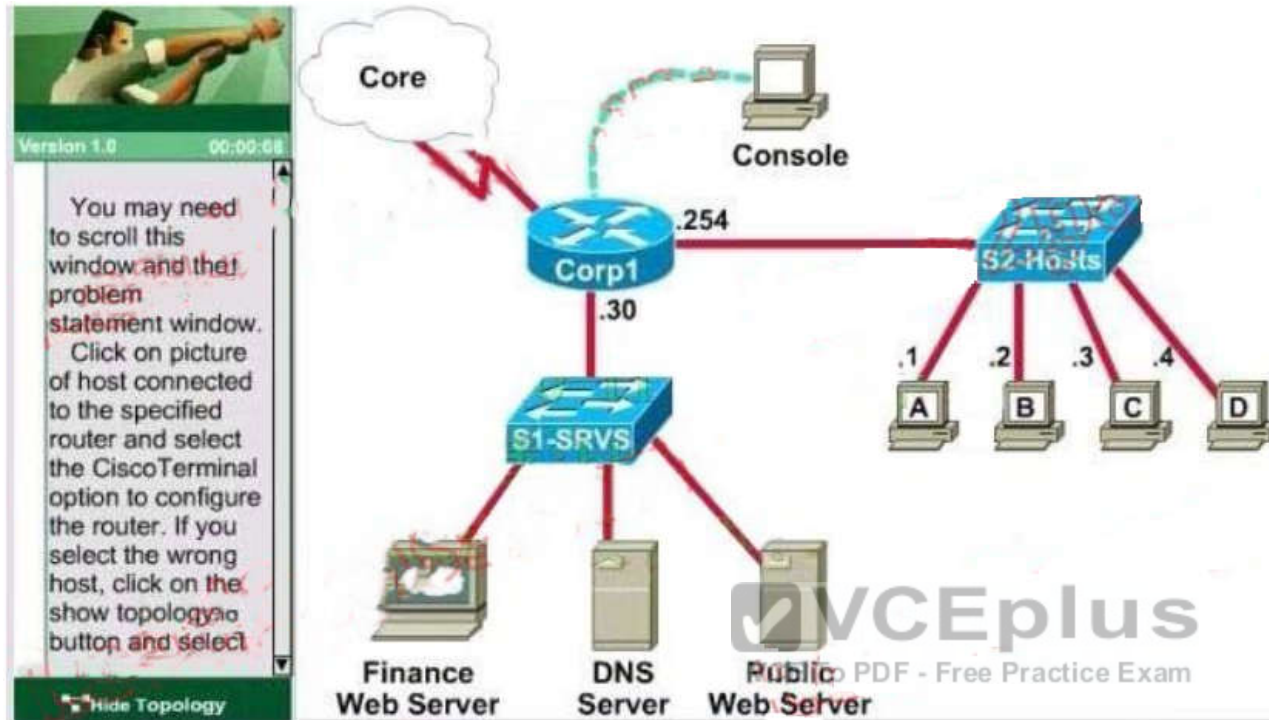 Version 1.0 00:00:08
You may need
to scroll this
window and the
problem
statement window.
Click on picture
of host connected
to the specified
router and select
the CiscoTerminal
option to configure
the router. If you
select the wrong
host, click on the
show topology
button and select
Hide Topology
Core
Console
.254
Corp1
S2-Hosts
.30
.1
.2
.3
.4
A
B
C
D
S1-SRVS
Finance
Web Server
DNS
Server
Public
Web Server
VCEplus
to PDF - Free Practice Exam